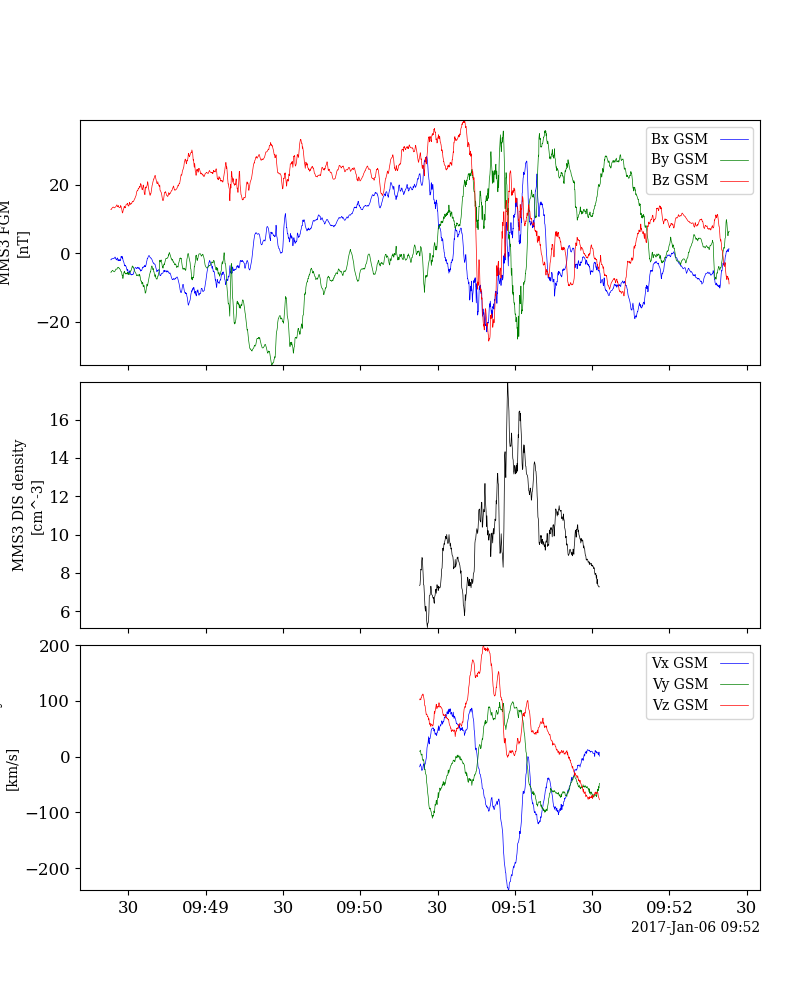 Bx GSM
By GSM
Bz GSM
20
0
−20
MMS3 FGM
[nT]
16
14
12
10
8
6
MMS3 DIS density
[cm^-3]
Vx GSM
Vy GSM
Vz GSM
200
100
0
−100
−200
[km/s]
30
09:49
30
09:50
30
09:51
30
09:52
30
2017-Jan-06 09:52